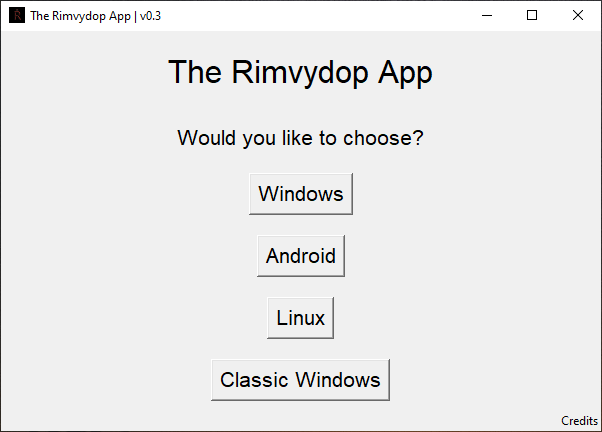 The Rimvydop App | v0.3
The Rimvydop App
Would you like to choose?
Windows
Android
Linux
Classic Windows
Credits